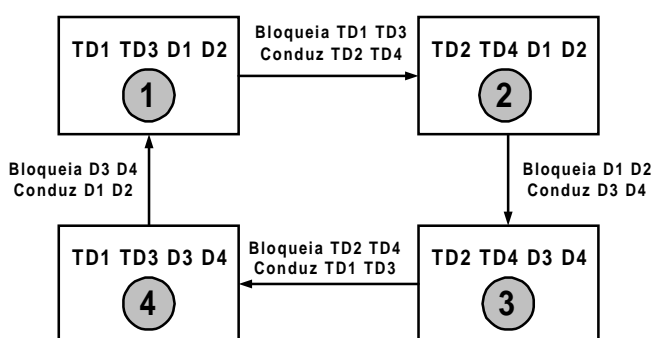 TD1 TD3 D1 D2
1
Bloqueia TD1 TD3
Conduz TD2 TD4
TD2 TD4 D1 D2
2
Bloqueia D3 D4
Conduz D1 D2
Bloqueia D1 D2
Conduz D3 D4
TD1 TD3 D3 D4
4
Bloqueia TD2 TD4
Conduz TD1 TD3
TD2 TD4 D3 D4
3